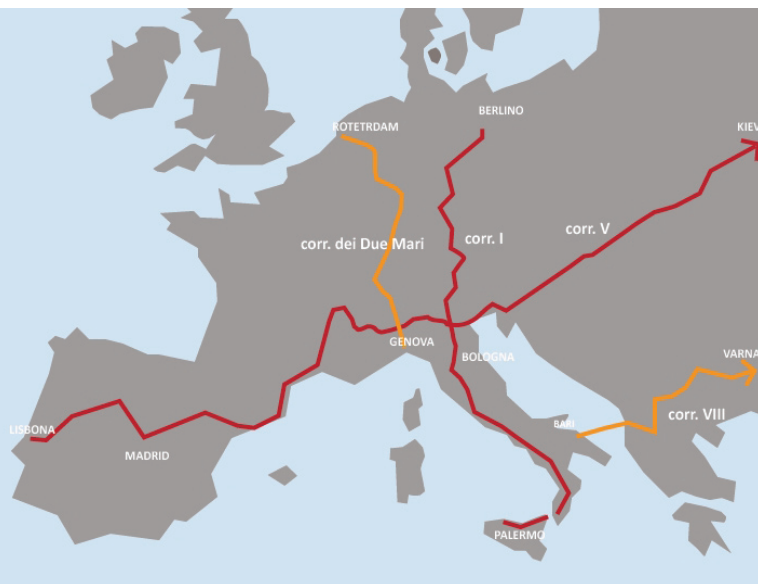 BERLINO
ROTETRDAM
KIEV
corr. V
corr. I
corr. dei Due Mari
GENOVA
BOLOGNA
VARNA
corr. VIII
BARI
LISBONA
MADRID
PALERMO